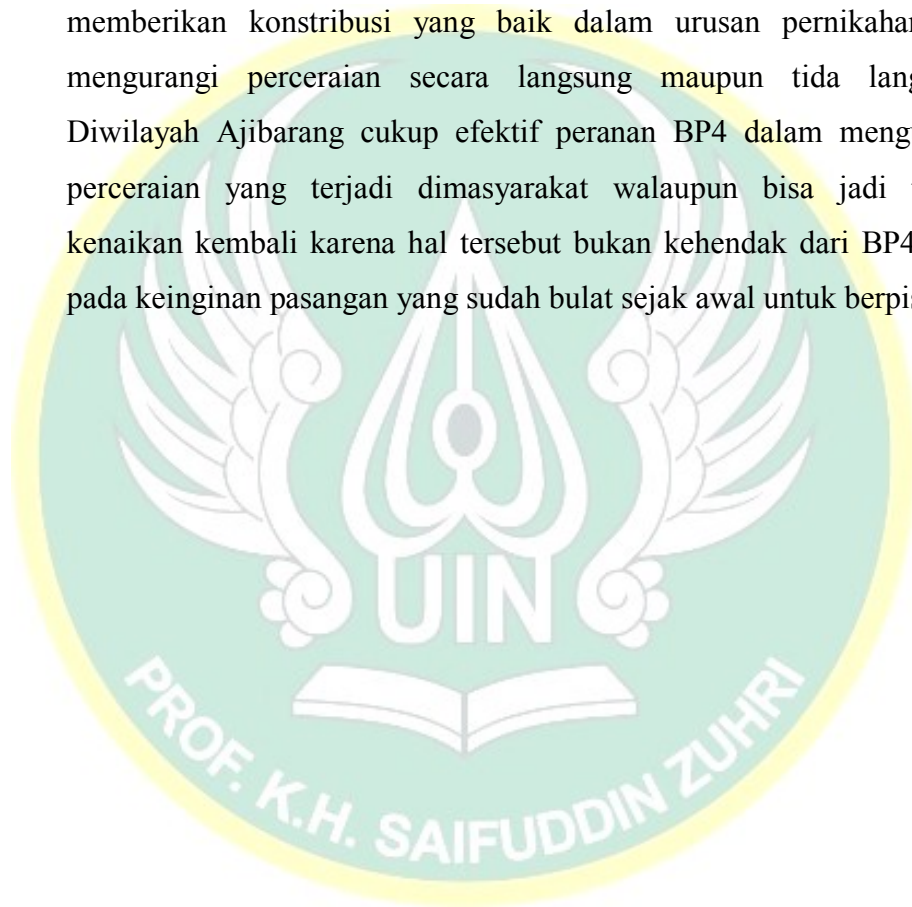 memberikan konstribusi yang baik dalam urusan pernikahan
mengurangi perceraian secara langsung maupun tida
Diwilayah Ajibarang cukup efektif peranan BP4 dalam
perceraian yang terjadi dimasyarakat walaupun bisa jadi
kenaikan kembali karena hal tersebut bukan kehendak dari BP4
pada keinginan pasangan yang sudah bulat sejak awal untuk
UIN
PROF. K.H. SAIFUDDIN ZUHRI